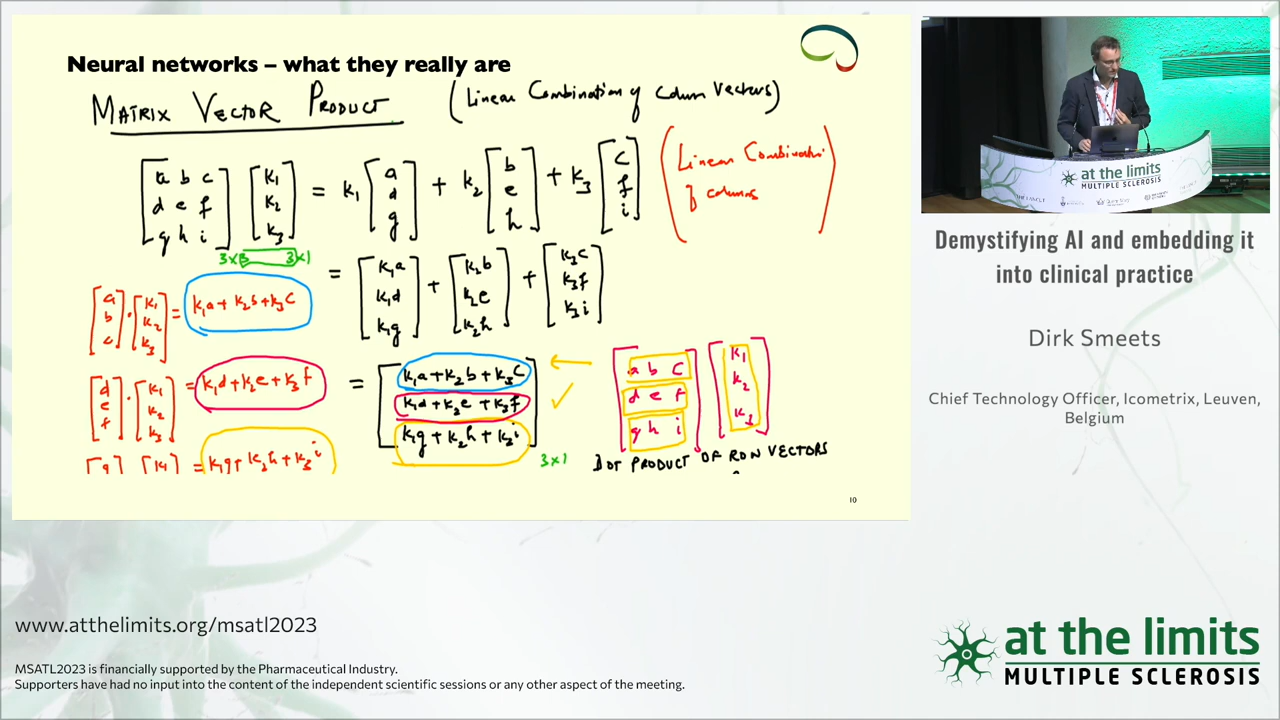 Neural networks – what they really are
MATRIX VECTOR PRODUCT (Linear Combination of Column Vectors)
[a b c] [k1] = k1 [a] + k2 [b] + k3 [c]
[d e f] [k2] [d] [e] [f]
[g h i] [k3] [g] [h] [i]
(Linear Combination
of columns)
3×3 3×1
= [k1a] + [k2b] + [k3c]
[k1d] [k2e] [k3f]
[k1g] [k2h] [k3i]
[a] . [k1] = k1a + k2b + k3c
[b] [k2]
[c] [k3]
[d] . [k1] = k1d + k2e + k3f
[e] [k2]
[f] [k3]
[g] [k1] = k1g + k2h + k3i
= [k1a + k2b + k3c]
[k1d + k2e + k3f]
[k1g + k2h + k3i]
3×1
← [a b c] [k1]
✓ [d e f] [k2]
[g h i] [k3]
DOT PRODUCT OF ROW VECTORS
10
at the limits
MULTIPLE SCLEROSIS
Demystifying AI and embedding it
into clinical practice
Dirk Smeets
Chief Technology Officer, Icometrix, Leuven,
Belgium
www.atthelimits.org/msatl2023
MSATL2023 is financially supported by the Pharmaceutical Industry.
Supporters have had no input into the content of the independent scientific sessions or any other aspect of the meeting.
at the limits
MULTIPLE SCLEROSIS